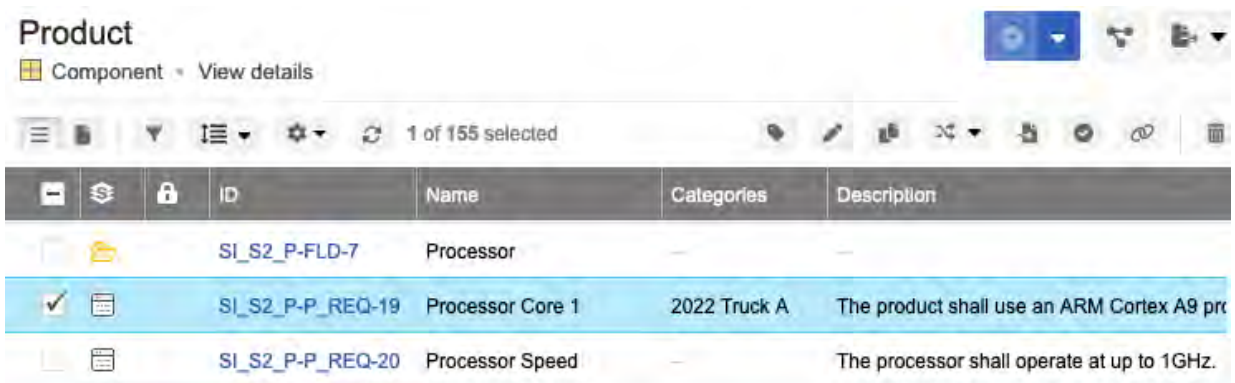 Product
Component • View details
1 of 155 selected
ID Name Categories Description
SI_S2_P-FLD-7 Processor — —
SI_S2_P-P_REQ-19 Processor Core 1 2022 Truck A The product shall use an ARM Cortex A9 pro
SI_S2_P-P_REQ-20 Processor Speed — The processor shall operate at up to 1GHz.